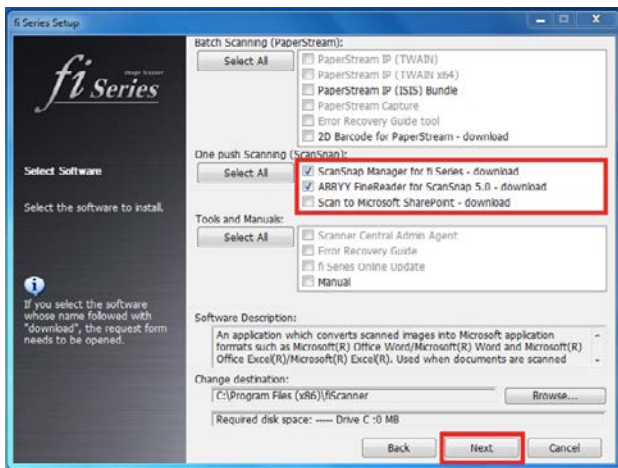 fi Series Setup
Batch Scanning (PaperStream):
Select All
PaperStream IP (TWAIN)
PaperStream IP (TWAIN x64)
PaperStream IP (ISIS) Bundle
PaperStream Capture
Error Recovery Guide tool
2D Barcode for PaperStream - download
Image Scanner
fi Series
One push Scanning (ScanSnap):
Select All
ScanSnap Manager for fi Series - download
ABBYY FineReader for ScanSnap 5.0 - download
Scan to Microsoft SharePoint - download
Select Software
Select the software to install.
Tools and Manuals:
Select All
Scanner Central Admin Agent
Error Recovery Guide
fi Series Online Update
Manual
If you select the software
whose name followed with
"download", the request form
needs to be opened.
Software Description:
An application which converts scanned images into Microsoft application
formats such as Microsoft(R) Office Word/Microsoft(R) Word and Microsoft(R)
Office Excel(R)/Microsoft(R) Excel(R). Used when documents are scanned
Change destination:
C:\Program Files (x86)\fiScanner
Browse...
Required disk space: ----- Drive C :0 MB
Back
Next
Cancel